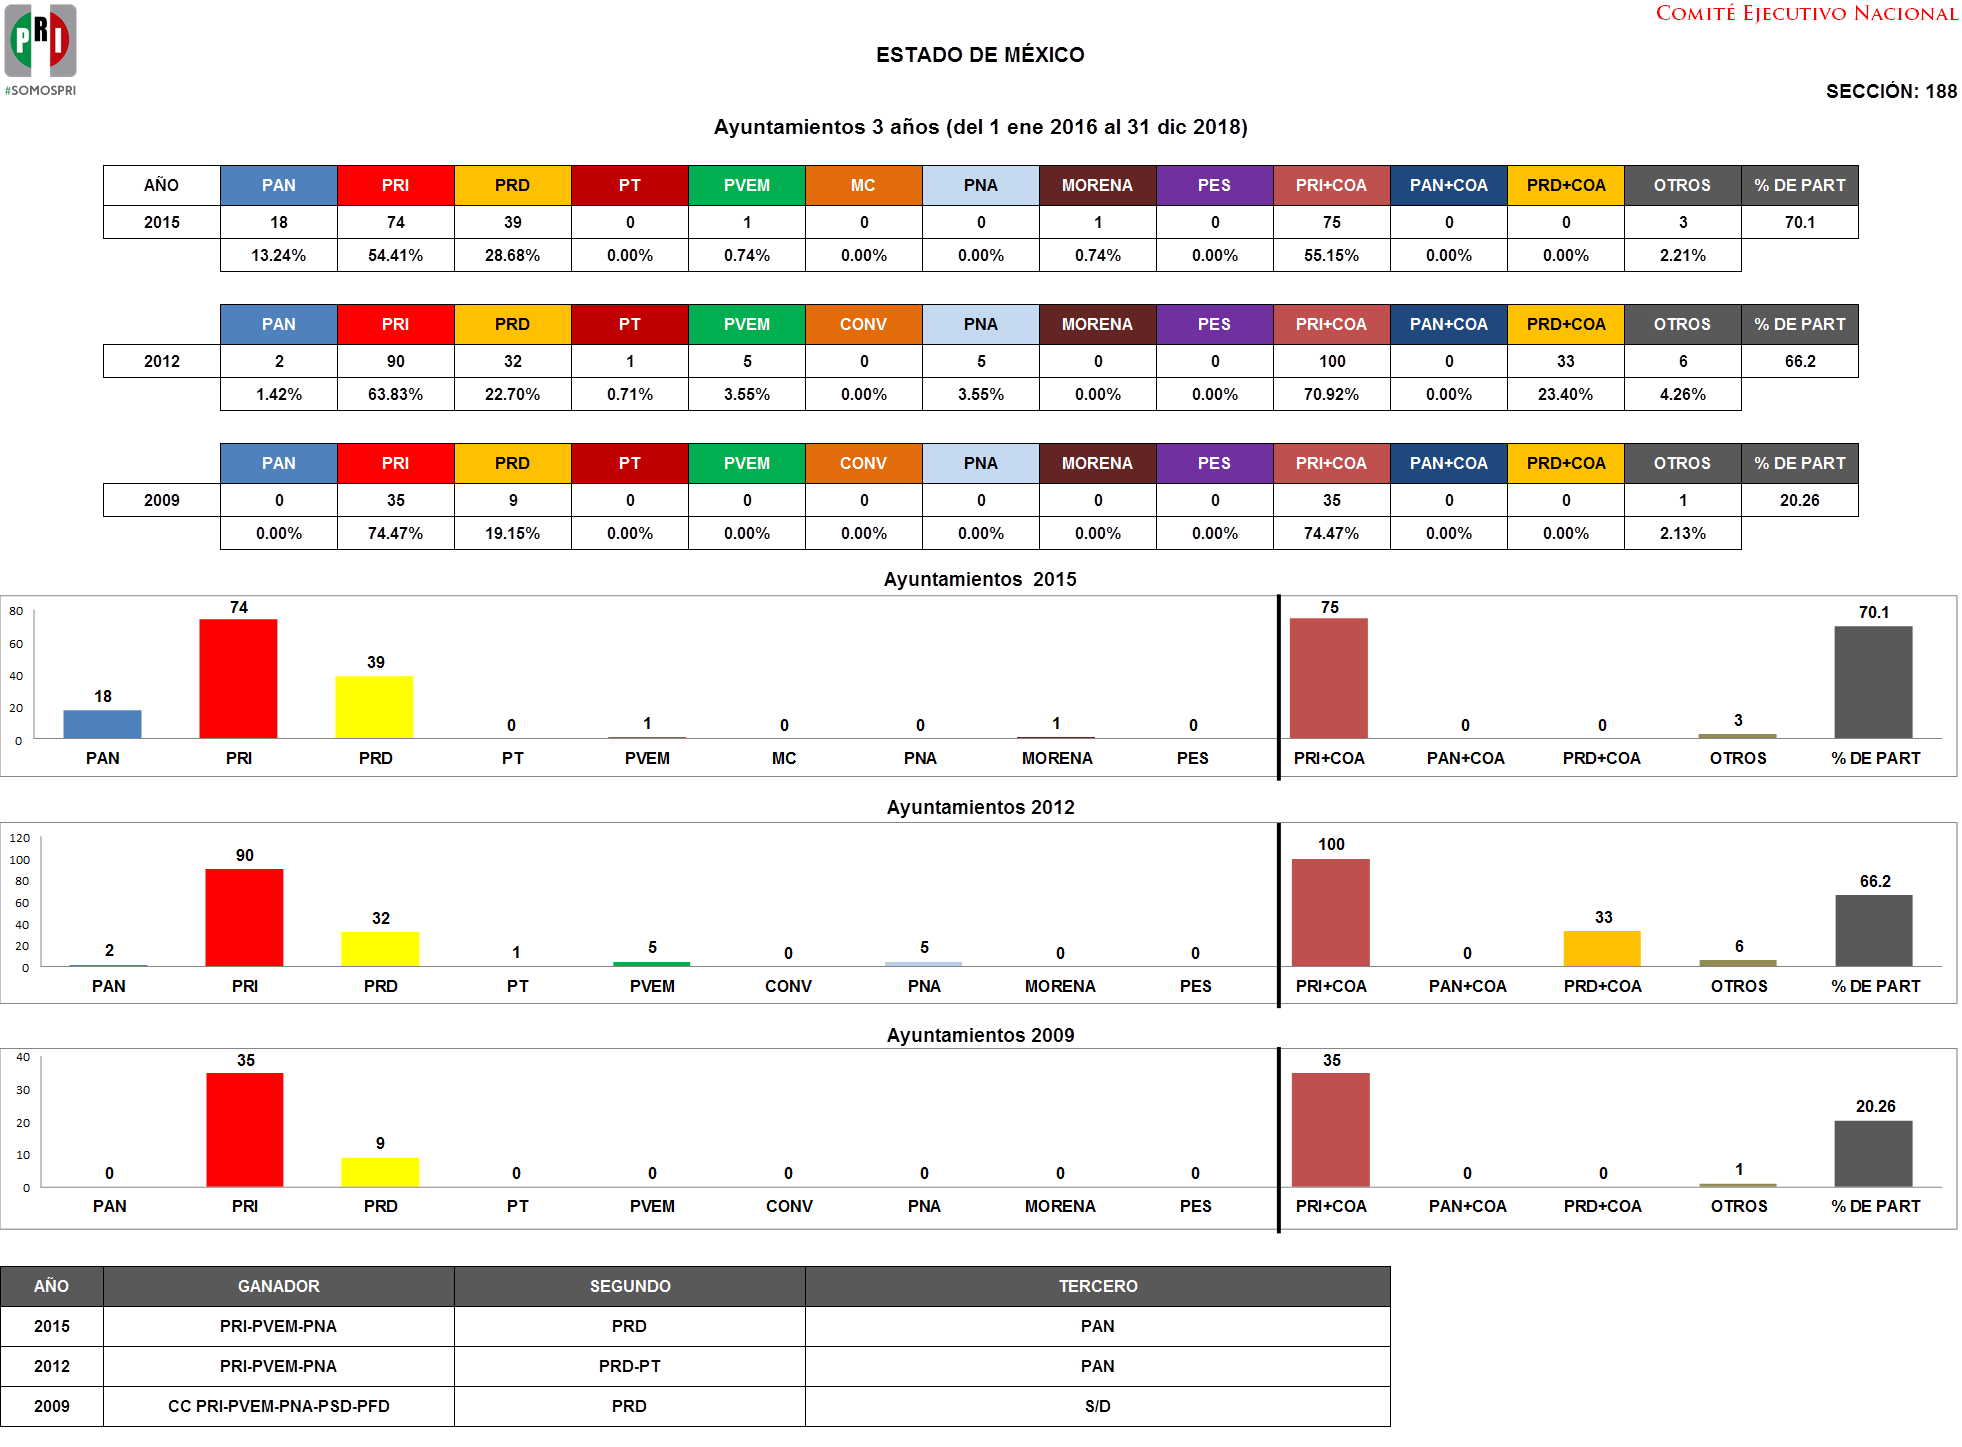 PRI
#SOMOSPRI
COMITÉ EJECUTIVO NACIONAL
ESTADO DE MÉXICO
SECCIÓN: 188
Ayuntamientos 3 años (del 1 ene 2016 al 31 dic 2018)
AÑO PAN PRI PRD PT PVEM MC PNA MORENA PES PRI+COA PAN+COA PRD+COA OTROS % DE PART
2015 18 74 39 0 1 0 0 1 0 75 0 0 3 70.1
13.24% 54.41% 28.68% 0.00% 0.74% 0.00% 0.00% 0.74% 0.00% 55.15% 0.00% 0.00% 2.21%
PAN PRI PRD PT PVEM CONV PNA MORENA PES PRI+COA PAN+COA PRD+COA OTROS % DE PART
2012 2 90 32 1 5 0 5 0 0 100 0 33 6 66.2
1.42% 63.83% 22.70% 0.71% 3.55% 0.00% 3.55% 0.00% 0.00% 70.92% 0.00% 23.40% 4.26%
PAN PRI PRD PT PVEM CONV PNA MORENA PES PRI+COA PAN+COA PRD+COA OTROS % DE PART
2009 0 35 9 0 0 0 0 0 0 35 0 0 1 20.26
0.00% 74.47% 19.15% 0.00% 0.00% 0.00% 0.00% 0.00% 0.00% 74.47% 0.00% 0.00% 2.13%
Ayuntamientos 2015
80
60
40
20
0
18 74 39 0 1 0 0 1 0 75 0 0 3 70.1
PAN PRI PRD PT PVEM MC PNA MORENA PES PRI+COA PAN+COA PRD+COA OTROS % DE PART
Ayuntamientos 2012
120
100
80
60
40
20
0
2 90 32 1 5 0 5 0 0 100 0 33 6 66.2
PAN PRI PRD PT PVEM CONV PNA MORENA PES PRI+COA PAN+COA PRD+COA OTROS % DE PART
Ayuntamientos 2009
40
30
20
10
0
0 35 9 0 0 0 0 0 0 35 0 0 1 20.26
PAN PRI PRD PT PVEM CONV PNA MORENA PES PRI+COA PAN+COA PRD+COA OTROS % DE PART
AÑO GANADOR SEGUNDO TERCERO
2015 PRI-PVEM-PNA PRD PAN
2012 PRI-PVEM-PNA PRD-PT PAN
2009 CC PRI-PVEM-PNA-PSD-PFD PRD S/D